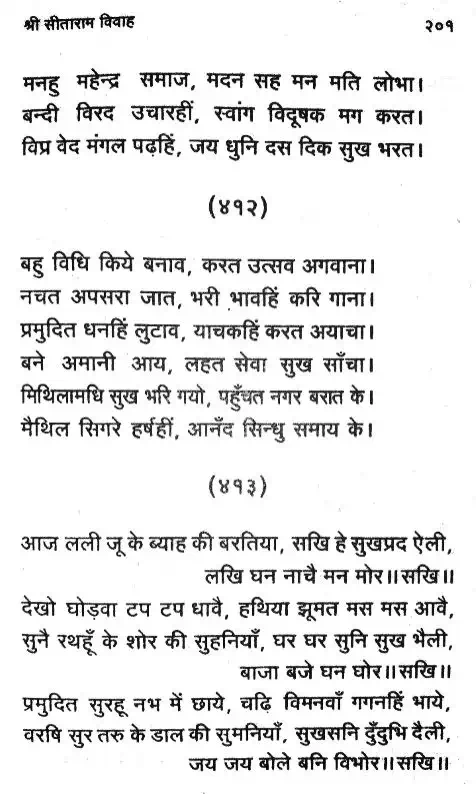 श्री सीताराम विवाह २०१
मनहु महेन्द्र समाज, मदन सह मन मति लोभा।
बन्दी विरद उचारहीं, स्वांग विदूषक मग करत।
विप्र वेद मंगल पढ़हिं, जय धुनि दस दिक सुख भरत।
(४१२)
बहु विधि किये बनाव, करत उत्सव अगवाना।
नचत अपसरा जात, भरी भावहिं करि गाना।
प्रमुदित धनहिं लुटाव, याचकहिं करत अयाचा।
बने अमानी आय, लहत सेवा सुख साँचा।
मिथिलामधि सुख भरि गयो, पहुँचत नगर बरात के।
मैथिल सिगरे हर्षहीं, आनँद सिन्धु समाय के।
(४१३)
आज लली जू के ब्याह की बरतिया, सखि हे सुखप्रद ऐली,
लखि घन नाचै मन मोर॥सखि॥
देखो घोड़वा टप टप धावै, हथिया झूमत मस मस आवै,
सुनै रथहूँ के शोर की सुहनियाँ, घर घर सुनि सुख भैली,
बाजा बजे घन घोर॥सखि॥
प्रमुदित सुरहू नभ में छाये, चढ़ि विमनवाँ गगनहिं भाये,
वरषि सुर तरु के डाल की सुमनियाँ, सुखसनि दुँदुभि दैली,
जय जय बोले बनि विभोर॥सखि॥